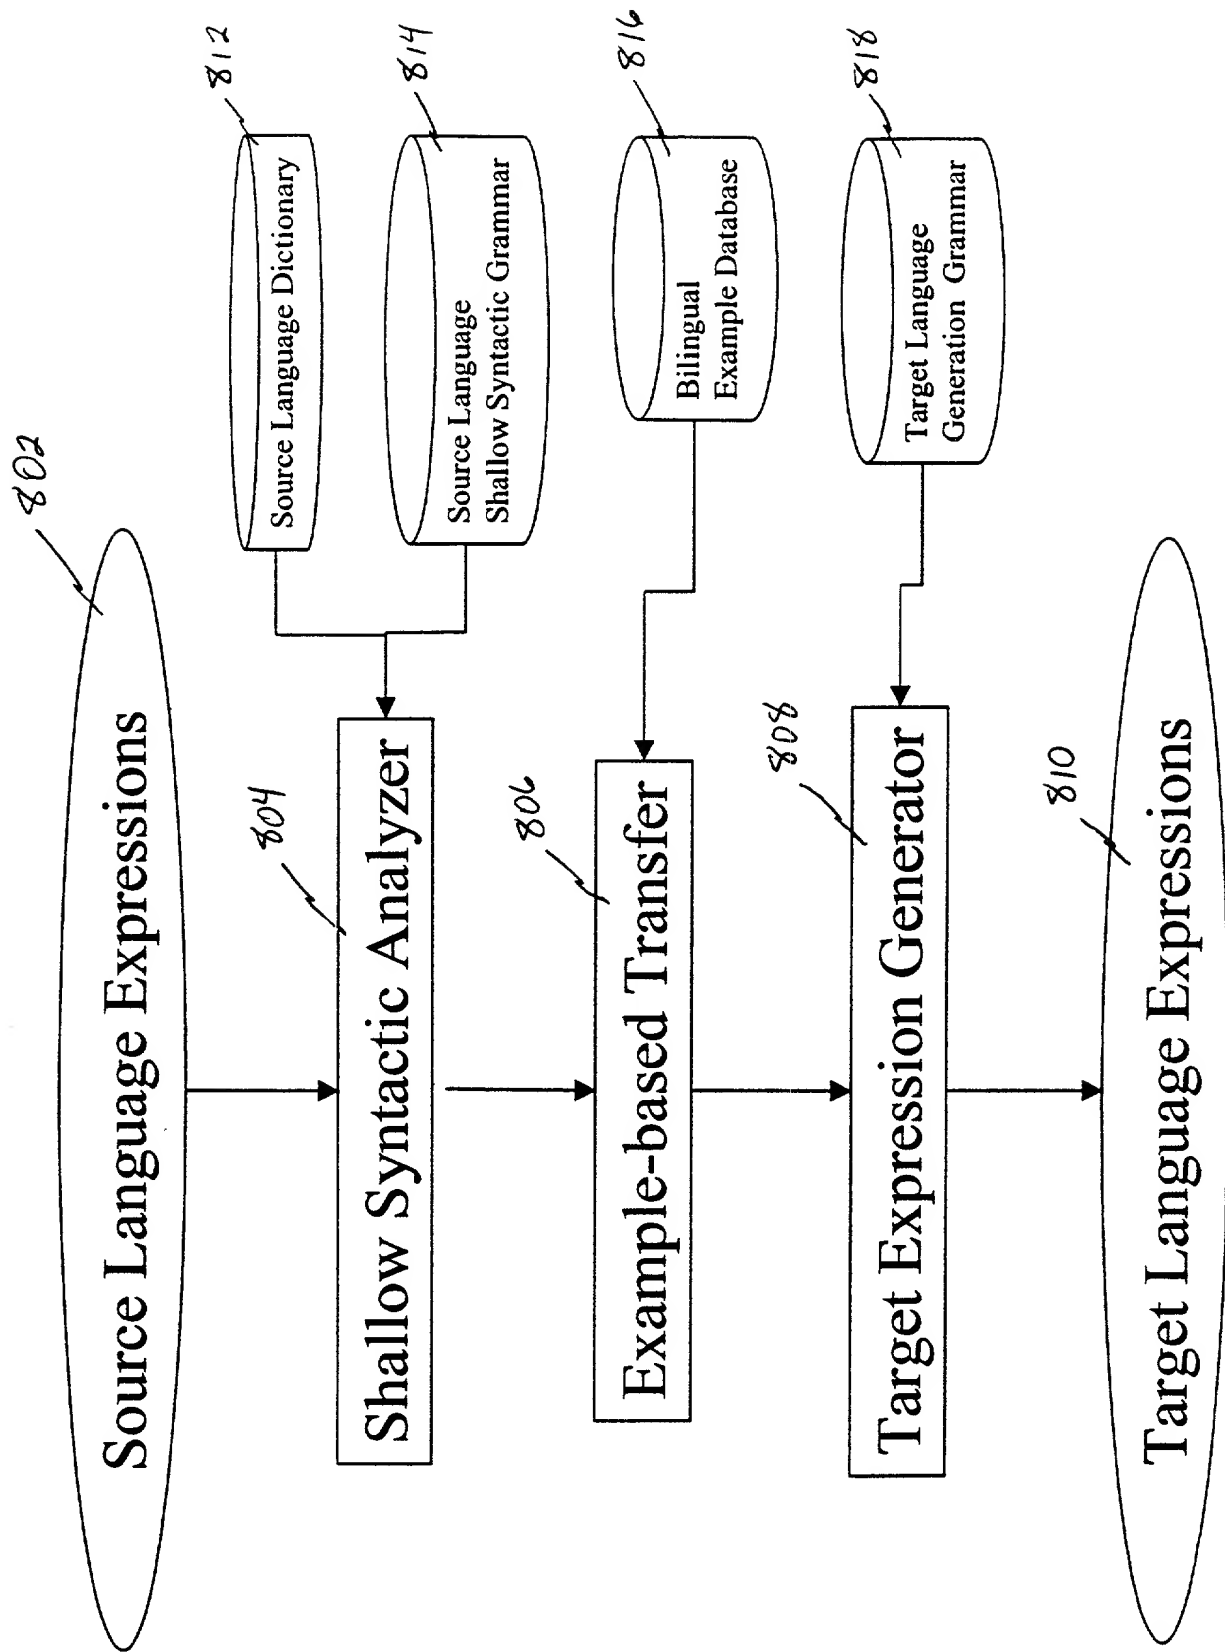 802
Source Language Expressions
812
Source Language Dictionary
804
Shallow Syntactic Analyzer
814
Source Language
Shallow Syntactic Grammar
806
Example-based Transfer
816
Bilingual
Example Database
808
Target Expression Generator
818
Target Language
Generation Grammar
810
Target Language Expressions